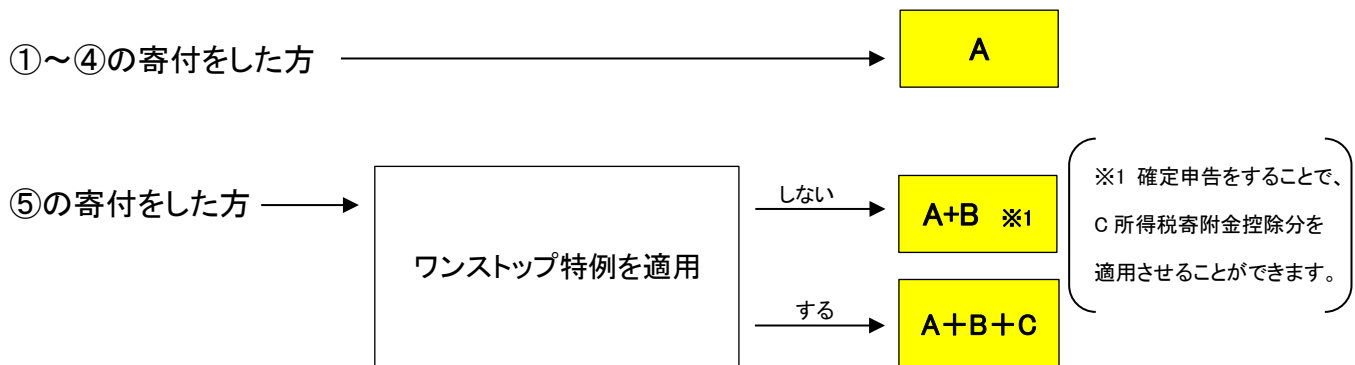 ①～④の寄付をした方
A
⑤の寄付をした方
ワンストップ特例を適用
しない
A+B ※1
する
A＋B＋C
※1 確定申告をすることで、
C 所得税寄附金控除分を
適用させることができます。